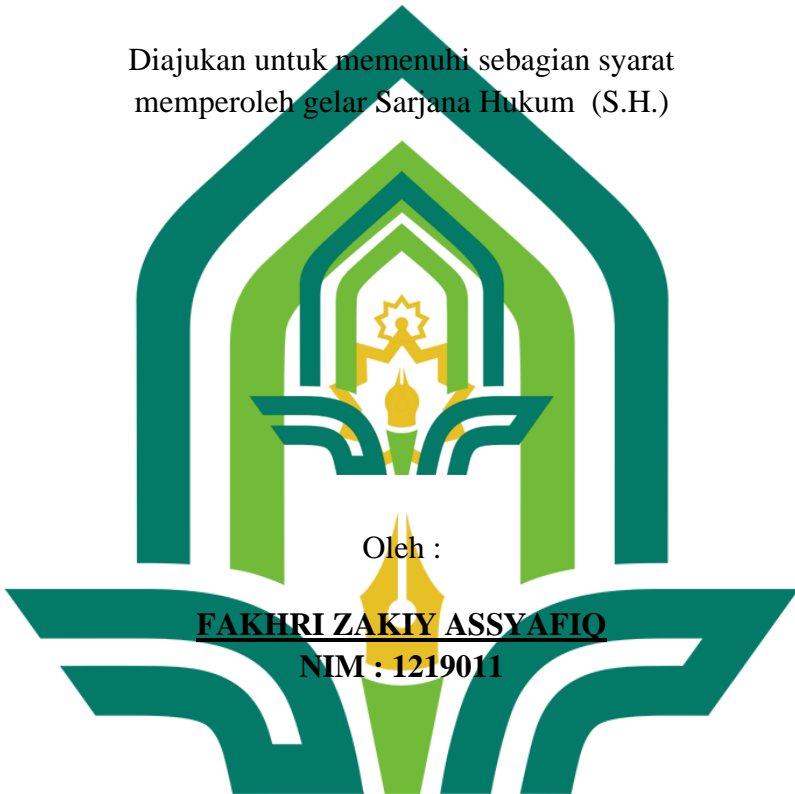 Diajukan untuk memenuhi sebagian syarat
memperoleh gelar Sarjana Hukum  (S.H.)
Oleh :
FAKHRI ZAKIY ASSYAFIQ
NIM : 1219011